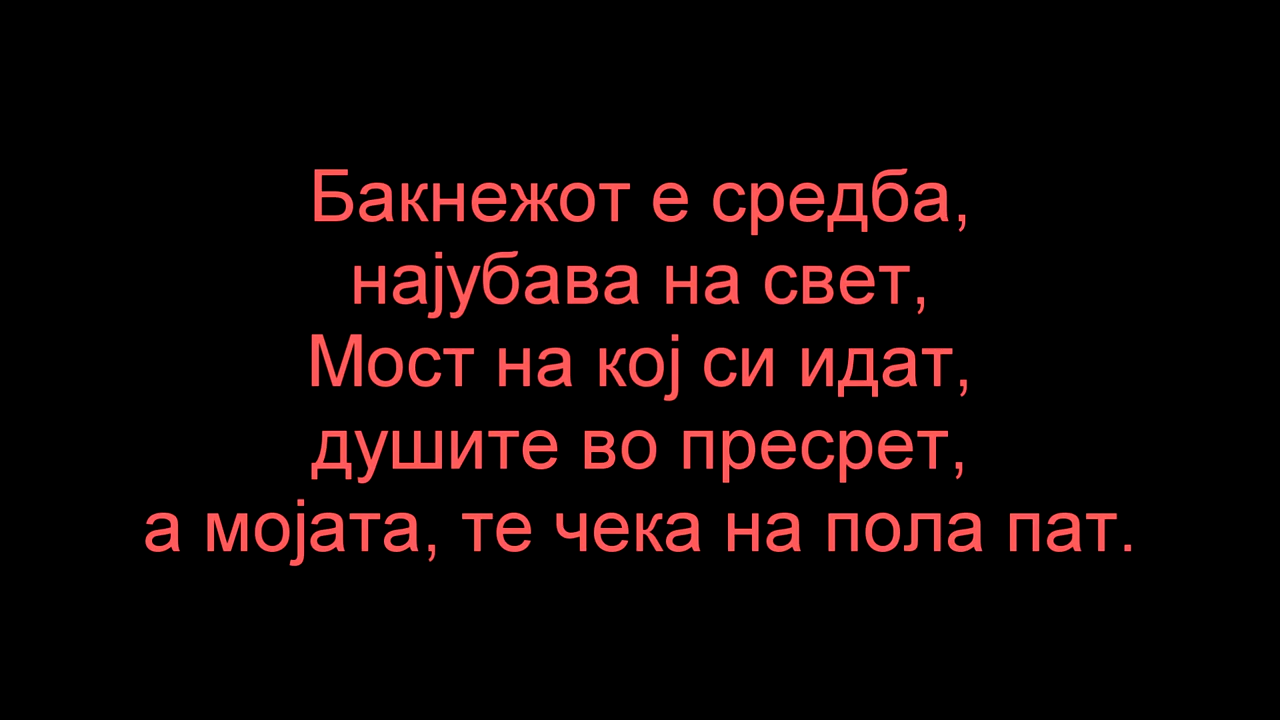 Бакнежот е средба,
најубава на свет,
Мост на кој си идат,
душите во пресрет,
а мојата, те чека на пола пат.